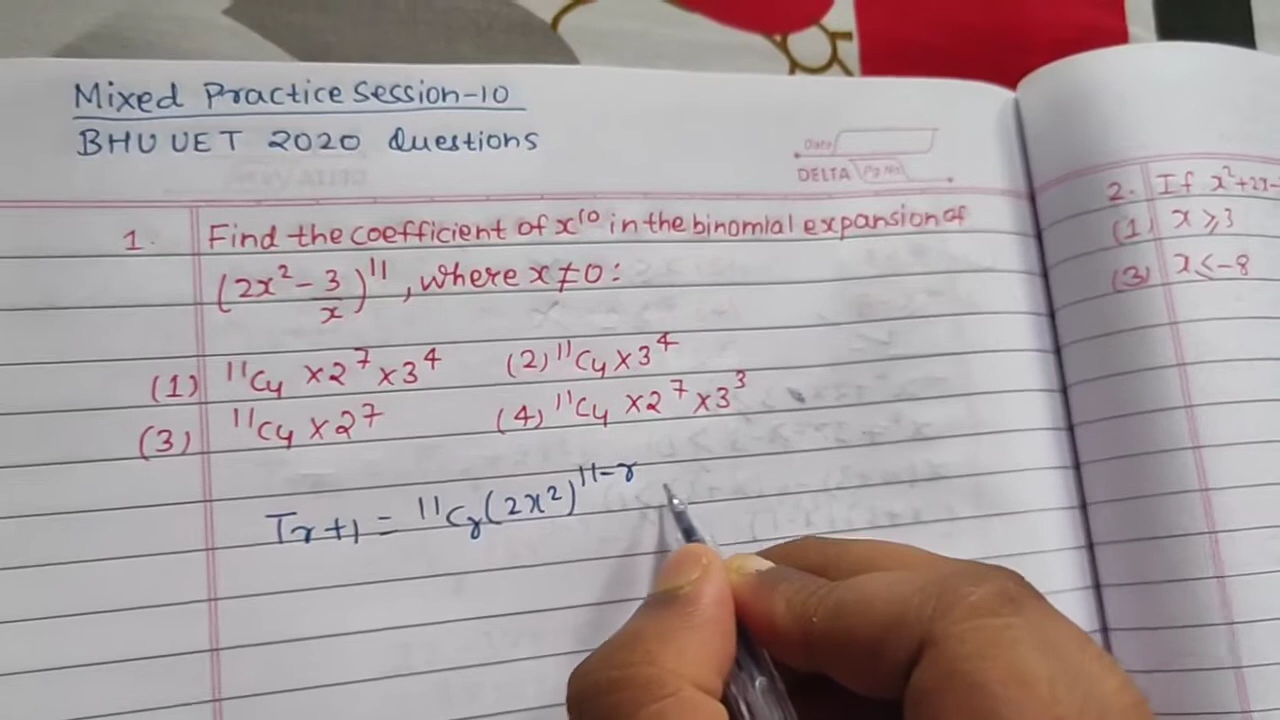 Mixed Practice Session-10
BHU UET 2020 Questions
Date
DELTA Pg No
1. Find the coefficient of x¹⁰ in the binomial expansion of
(2x² - 3/x)¹¹, where x ≠ 0:
(1) ¹¹C₄ × 2⁷ × 3⁴ (2) ¹¹C₄ × 3⁴
(3) ¹¹C₄ × 2⁷ (4) ¹¹C₄ × 2⁷ × 3³
Tr+1 = ¹¹Cr (2x²)¹¹⁻ʳ
2. If x²+2x-
(1) x ⩾ 3
(3) x < -8